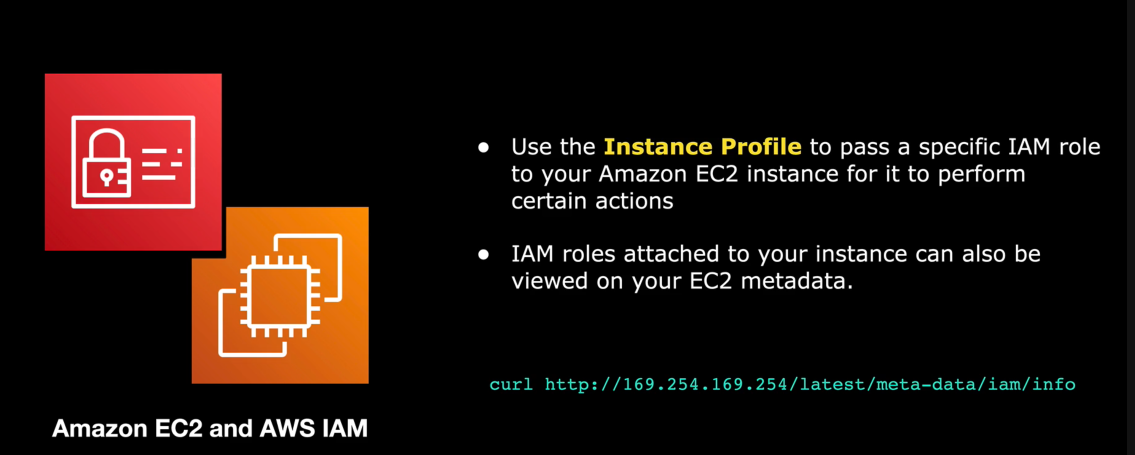 ● Use the Instance Profile to pass a specific IAM role
to your Amazon EC2 instance for it to perform
certain actions
● IAM roles attached to your instance can also be
viewed on your EC2 metadata.
curl http://169.254.169.254/latest/meta-data/iam/info
Amazon EC2 and AWS IAM